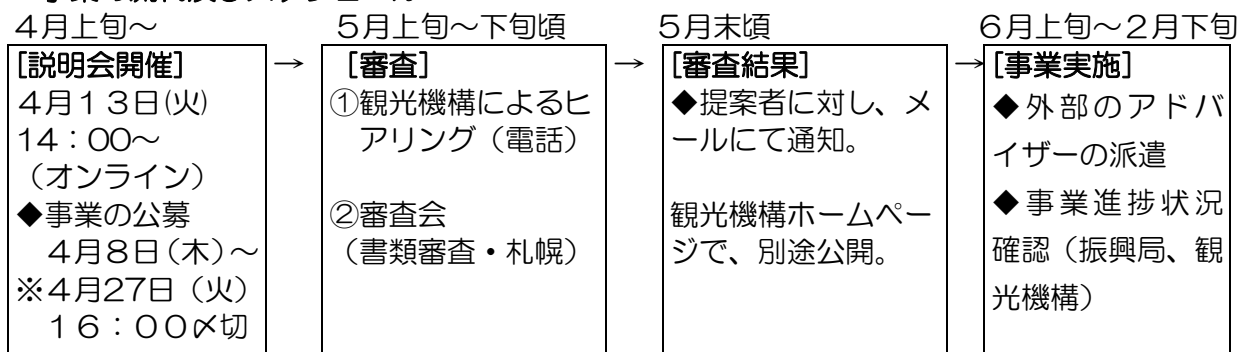 4月上旬～
[説明会開催]
4月13日(火)
14：00～
（オンライン）
◆事業の公募
4月8日(木)～
※4月27日（火）
16：00〆切
→
5月上旬～下旬頃
[審査]
①観光機構によるヒ
アリング（電話）
②審査会
（書類審査・札幌）
→
5月末頃
[審査結果]
◆提案者に対し、メ
ールにて通知。
観光機構ホームペー
ジで、別途公開。
→
6月上旬～2月下旬
[事業実施]
◆外部のアドバ
イザーの派遣
◆事業進捗状況
確認（振興局、観
光機構）